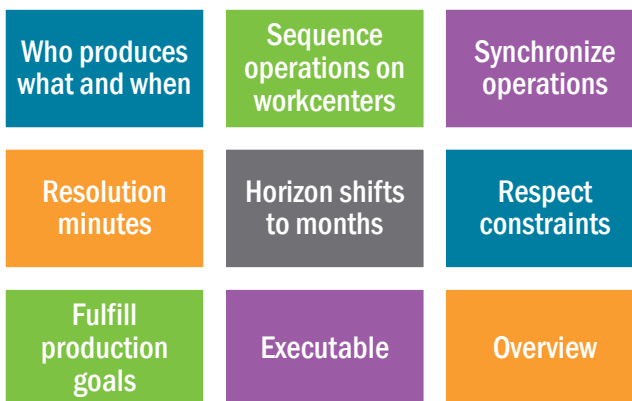 Who produces
what and when
Sequence
operations on
workcenters
Synchronize
operations
Resolution
minutes
Horizon shifts
to months
Respect
constraints
Fulfill
production
goals
Executable
Overview